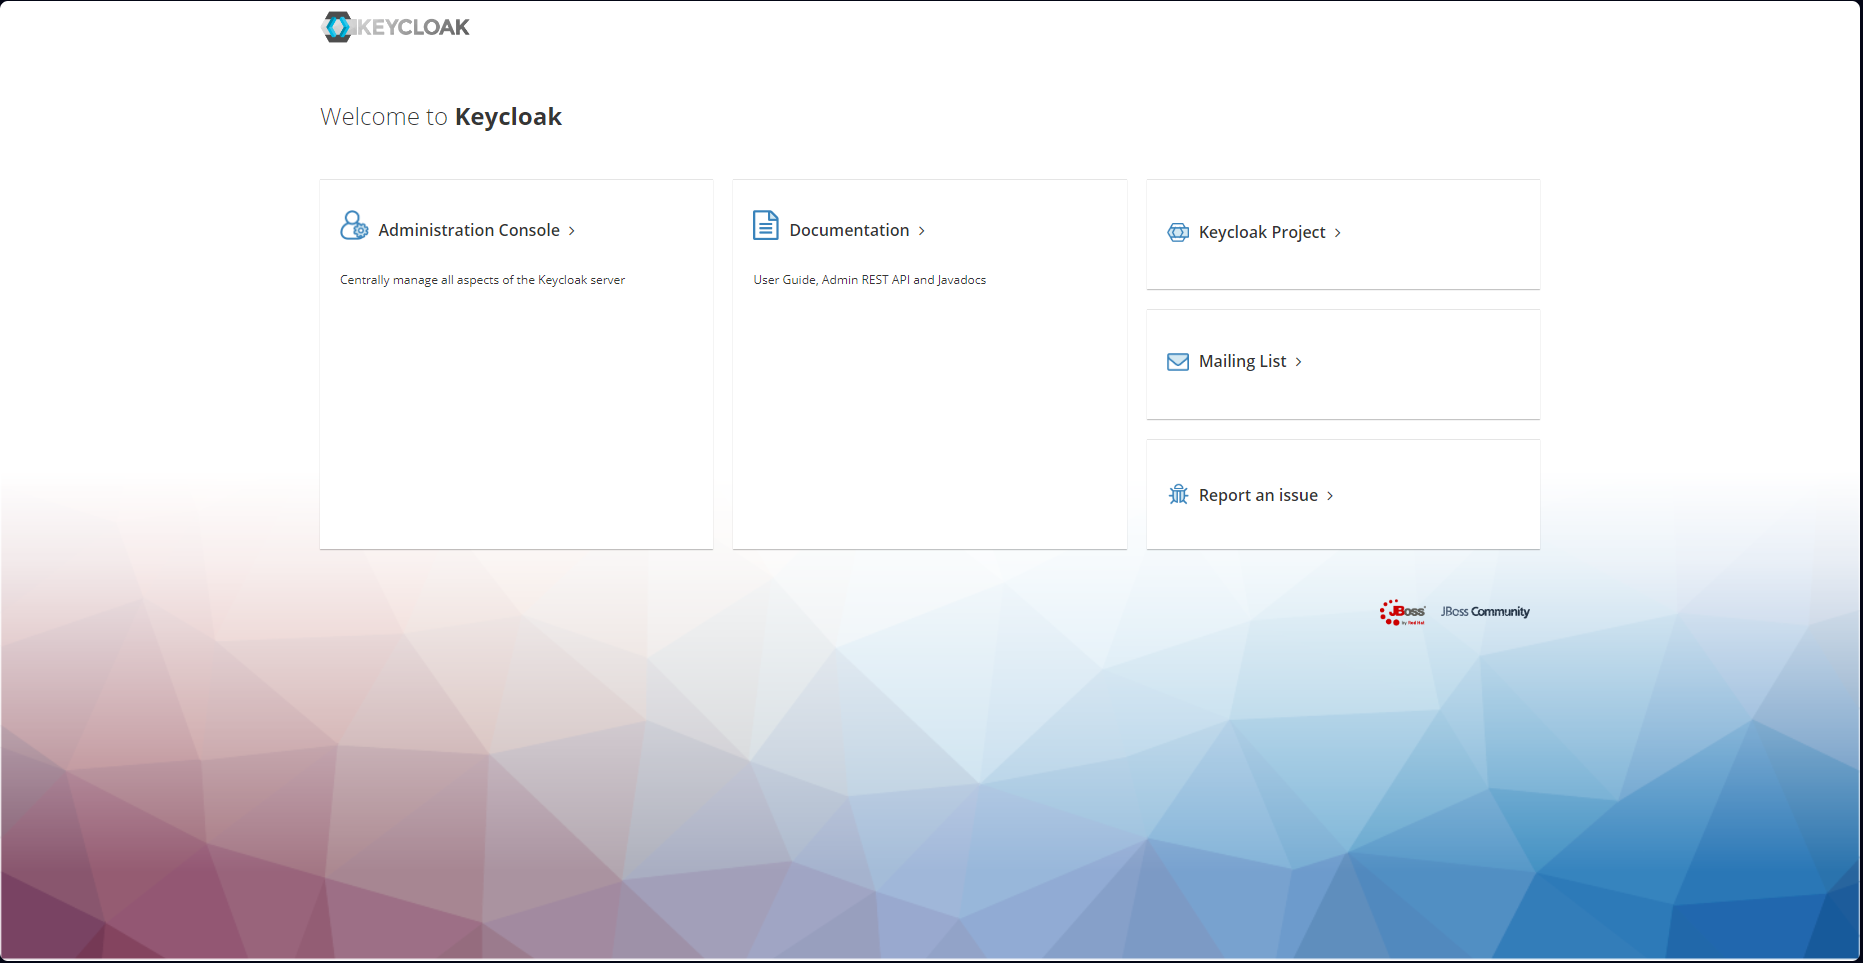 KEYCLOAK
Welcome to Keycloak
Administration Console
Centrally manage all aspects of the Keycloak server
Documentation
User Guide, Admin REST API and Javadocs
Keycloak Project
Mailing List
Report an issue
JBoss by Red Hat
JBoss Community